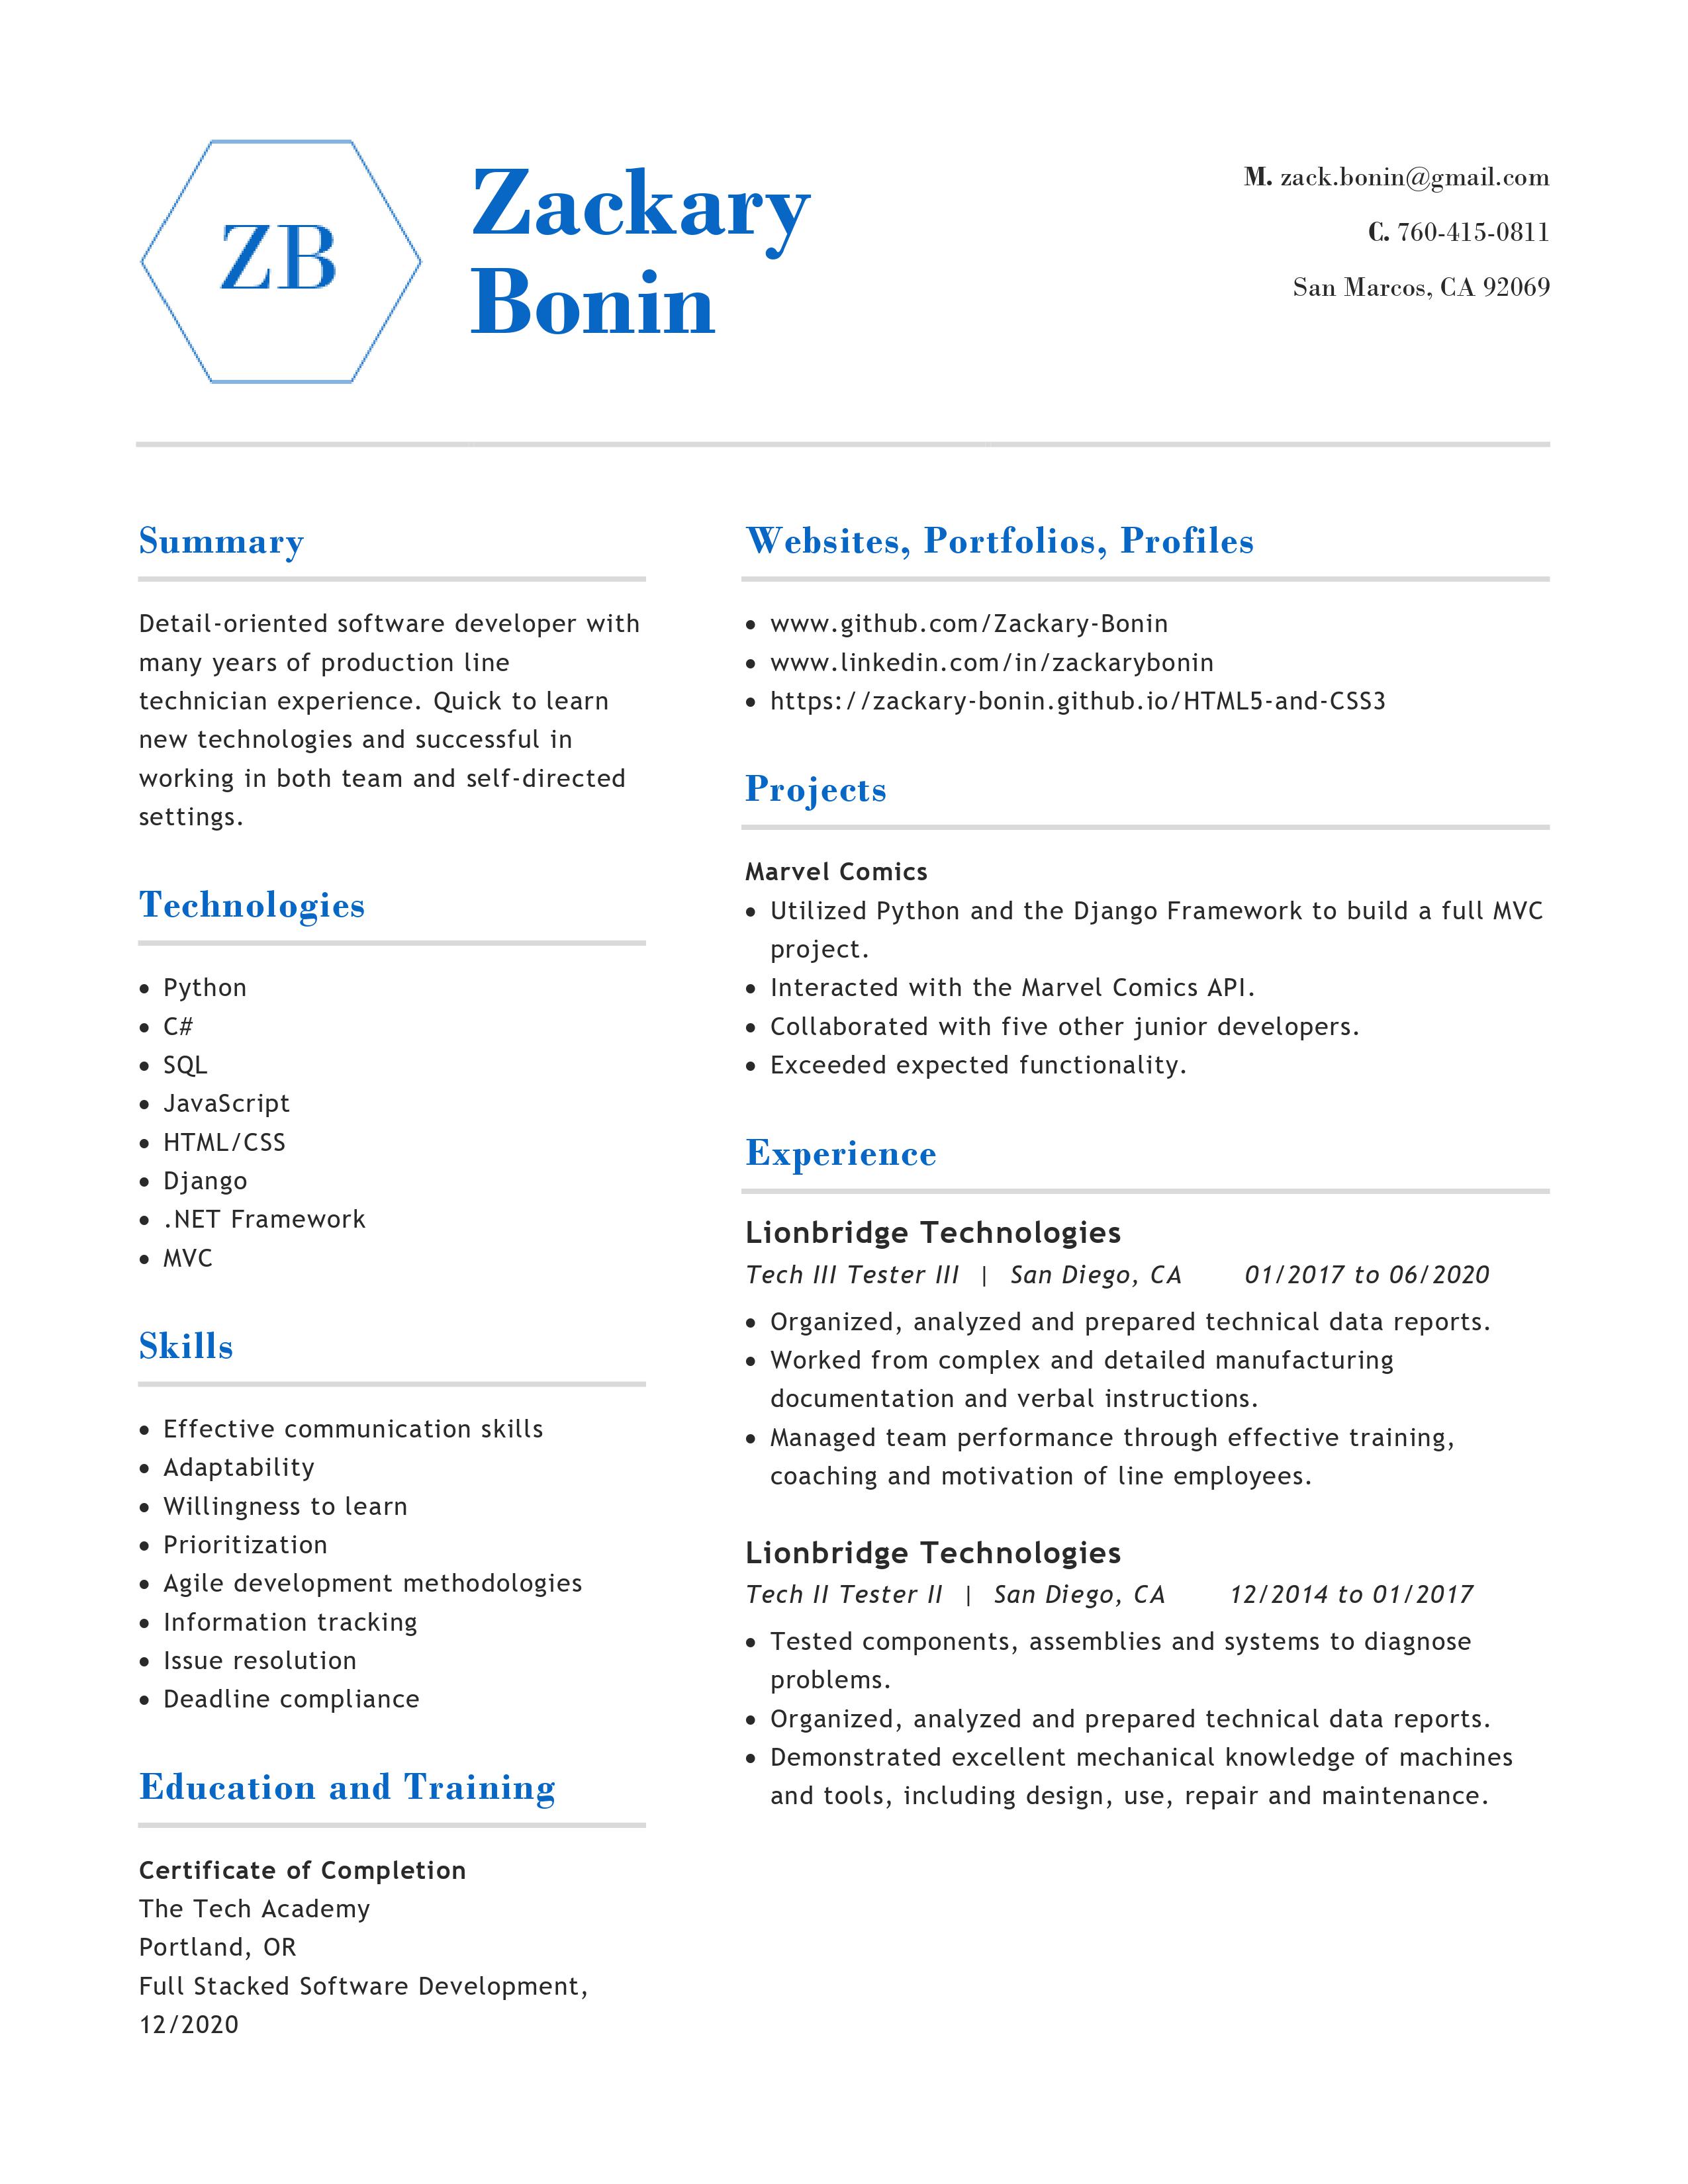 ZB
Zackary
Bonin
M. zack.bonin@gmail.com
C. 760-415-0811
San Marcos, CA 92069
Summary
Detail-oriented software developer with
many years of production line
technician experience. Quick to learn
new technologies and successful in
working in both team and self-directed
settings.
Technologies
• Python
• C#
• SQL
• JavaScript
• HTML/CSS
• Django
• .NET Framework
• MVC
Skills
• Effective communication skills
• Adaptability
• Willingness to learn
• Prioritization
• Agile development methodologies
• Information tracking
• Issue resolution
• Deadline compliance
Education and Training
Certificate of Completion
The Tech Academy
Portland, OR
Full Stacked Software Development,
12/2020
Websites, Portfolios, Profiles
• www.github.com/Zackary-Bonin
• www.linkedin.com/in/zackarybonin
• https://zackary-bonin.github.io/HTML5-and-CSS3
Projects
Marvel Comics
• Utilized Python and the Django Framework to build a full MVC
project.
• Interacted with the Marvel Comics API.
• Collaborated with five other junior developers.
• Exceeded expected functionality.
Experience
Lionbridge Technologies
Tech III Tester III | San Diego, CA 01/2017 to 06/2020
• Organized, analyzed and prepared technical data reports.
• Worked from complex and detailed manufacturing
documentation and verbal instructions.
• Managed team performance through effective training,
coaching and motivation of line employees.
Lionbridge Technologies
Tech II Tester II | San Diego, CA 12/2014 to 01/2017
• Tested components, assemblies and systems to diagnose
problems.
• Organized, analyzed and prepared technical data reports.
• Demonstrated excellent mechanical knowledge of machines
and tools, including design, use, repair and maintenance.